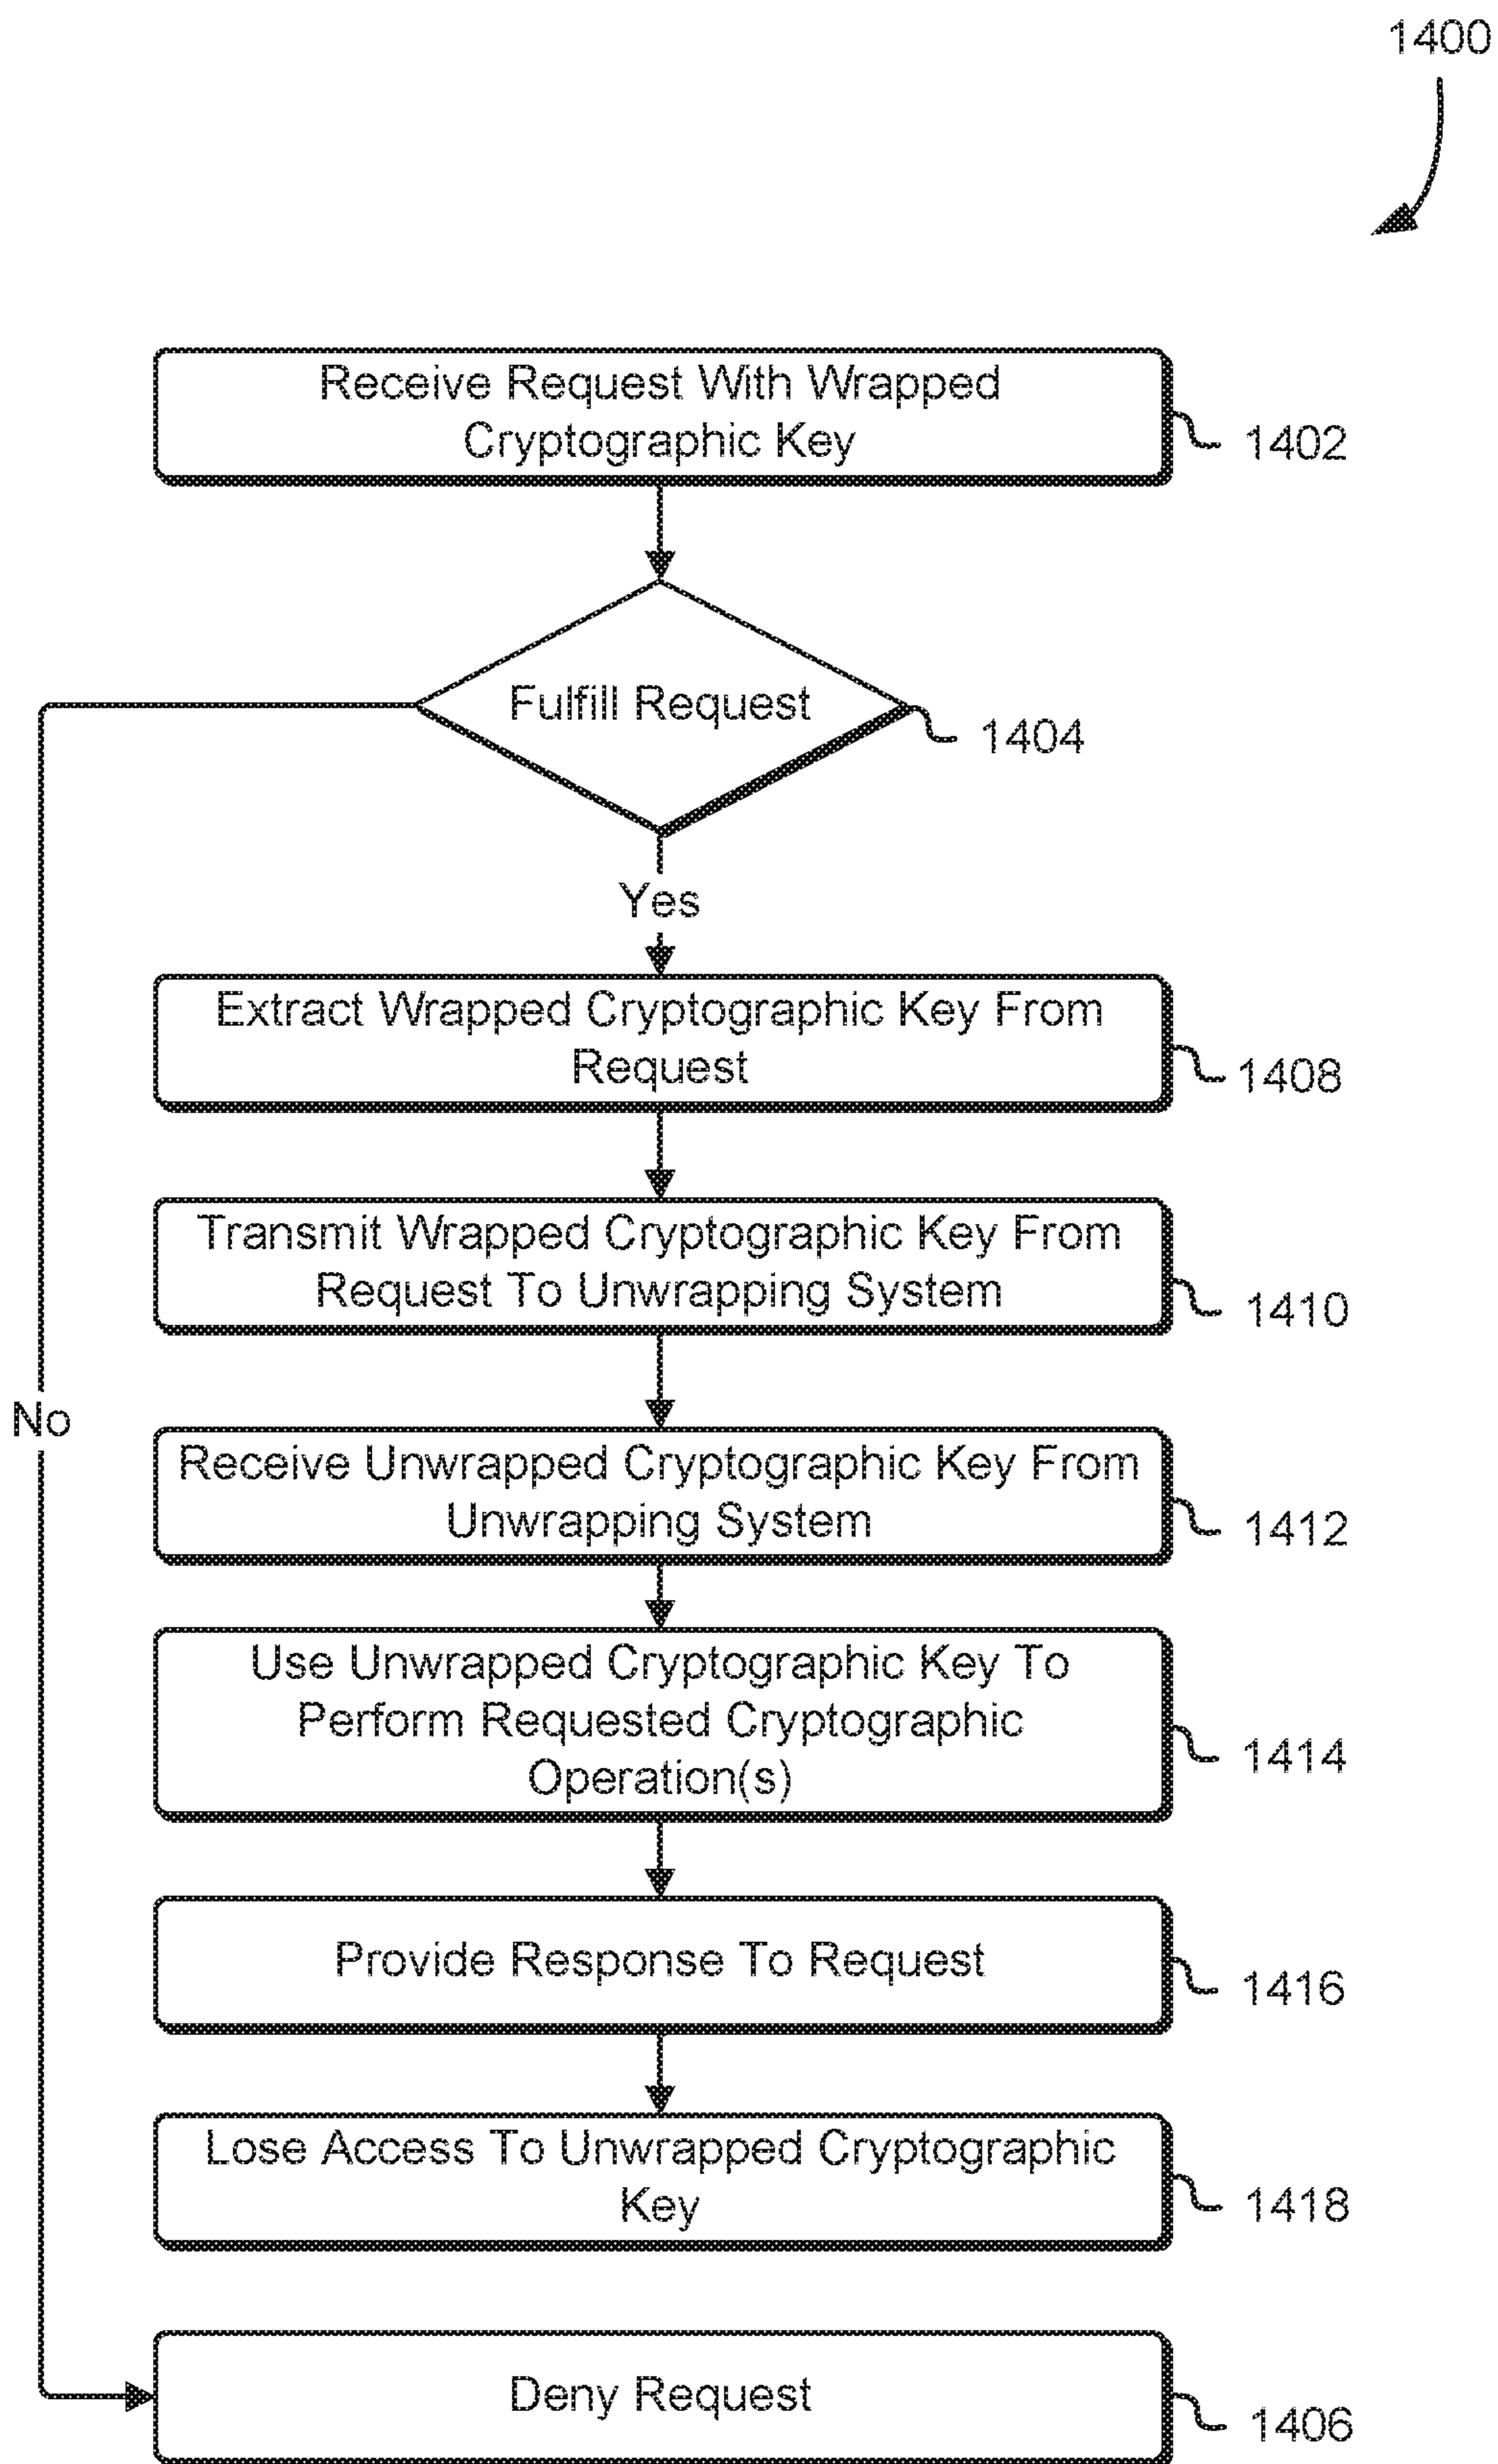 1400
Receive Request With Wrapped
Cryptographic Key
1402
Fulfill Request
1404
Yes
Extract Wrapped Cryptographic Key From
Request
1408
Transmit Wrapped Cryptographic Key From
Request To Unwrapping System
1410
No
Receive Unwrapped Cryptographic Key From
Unwrapping System
1412
Use Unwrapped Cryptographic Key To
Perform Requested Cryptographic
Operation(s)
1414
Provide Response To Request
1416
Lose Access To Unwrapped Cryptographic
Key
1418
Deny Request
1406